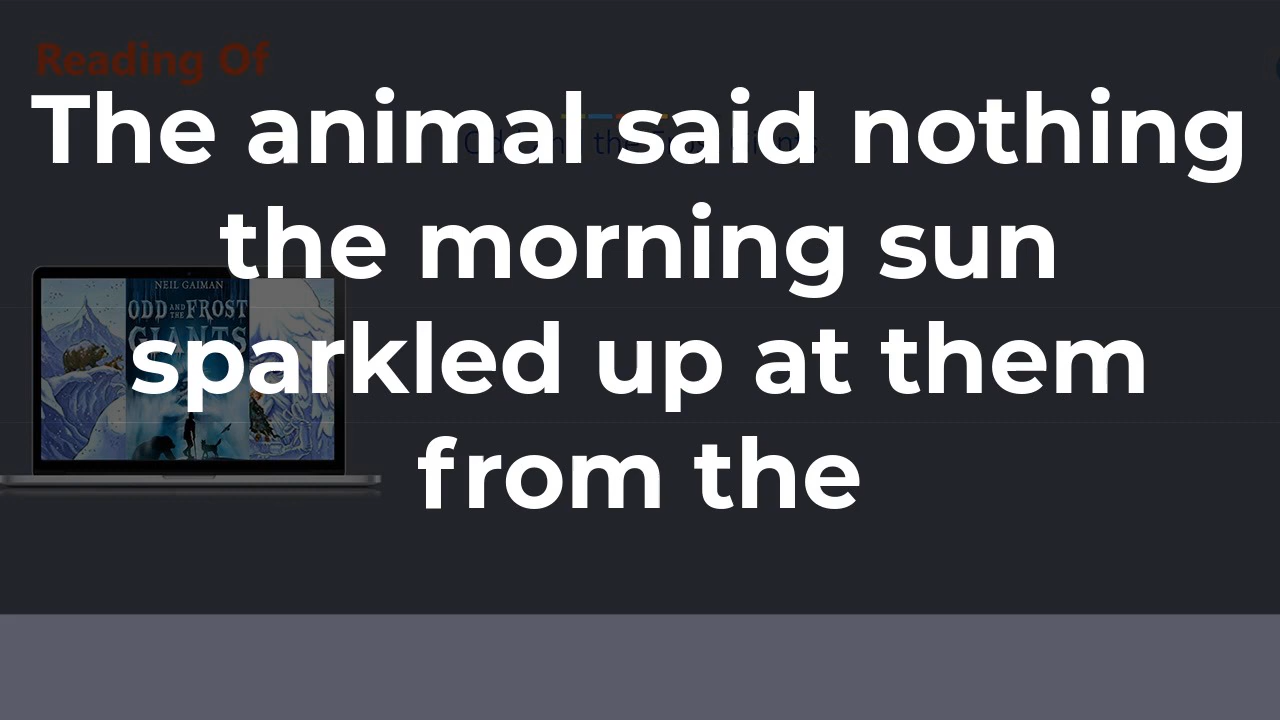 Reading Of
The animal said nothing
the morning sun
NEIL GAIMAN
ODD AND THE FROST
GIANTS
sparkled up at them
from the